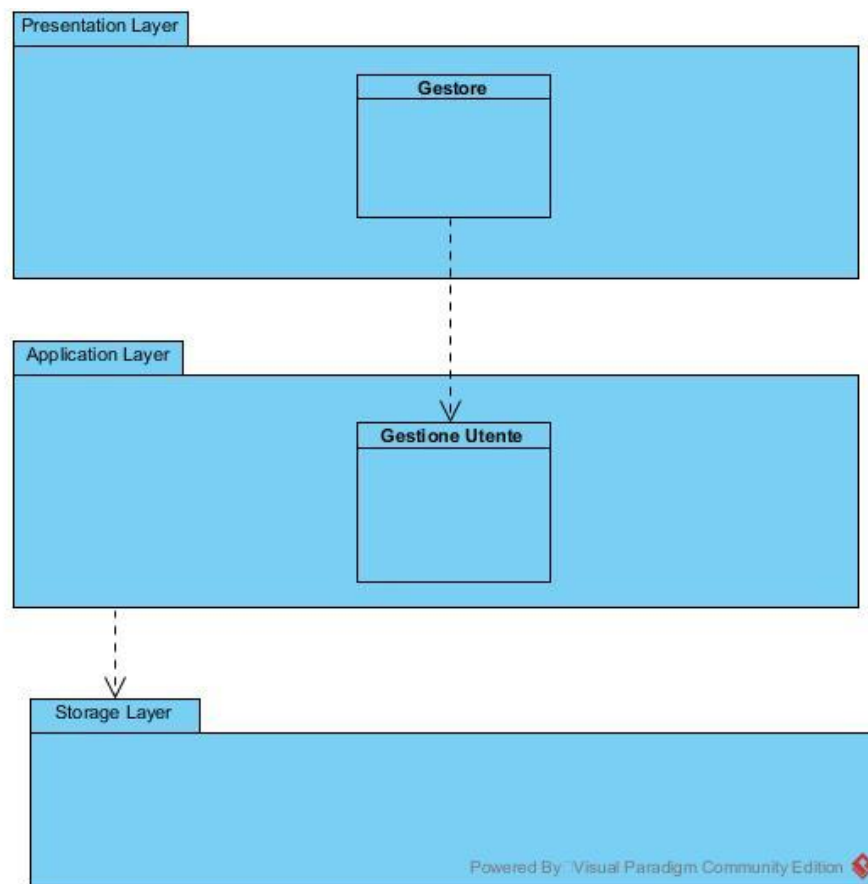 Presentation Layer
Gestore
Application Layer
Gestione Utente
Storage Layer
Powered By Visual Paradigm Community Edition